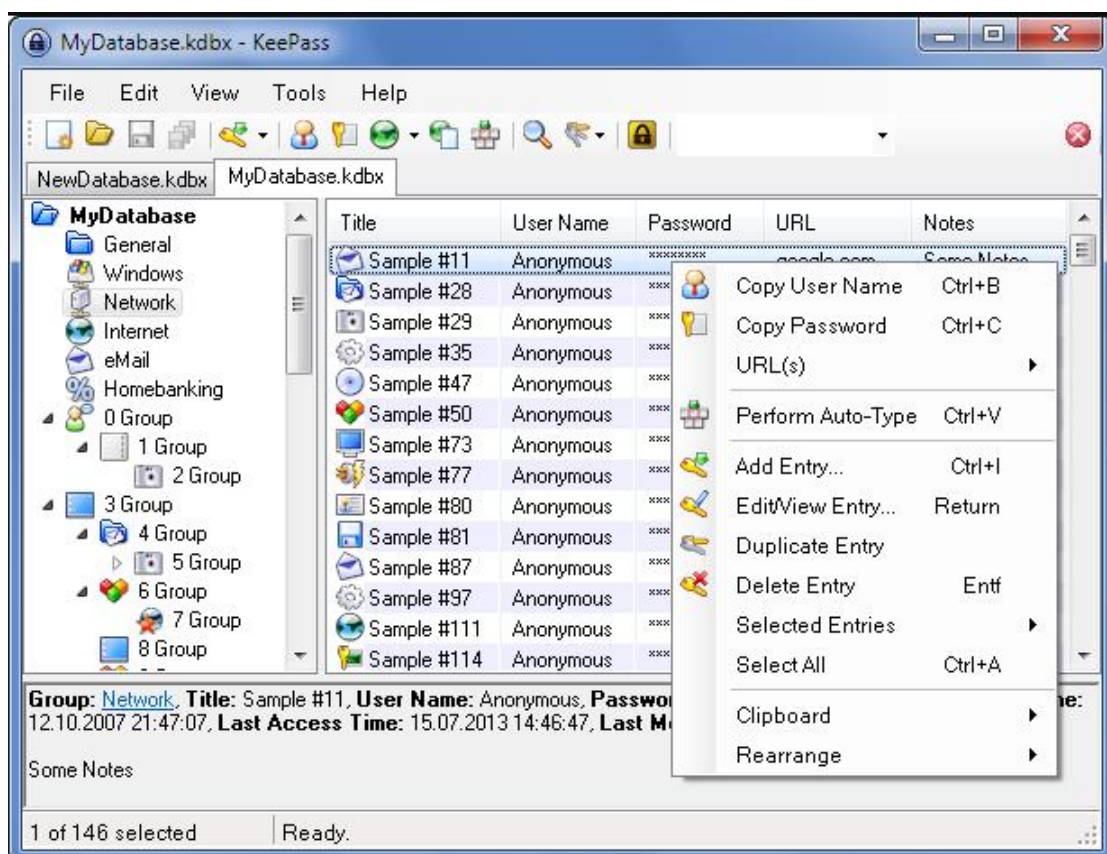 MyDatabase.kdbx - KeePass
File Edit View Tools Help
NewDatabase.kdbx MyDatabase.kdbx
MyDatabase
General
Windows
Network
Internet
eMail
Homebanking
0 Group
1 Group
2 Group
3 Group
4 Group
5 Group
6 Group
7 Group
8 Group
Title User Name Password URL Notes
Sample #11 Anonymous ******** google.com Some Notes
Sample #28 Anonymous ***
Sample #29 Anonymous ***
Sample #35 Anonymous ***
Sample #47 Anonymous ***
Sample #50 Anonymous ***
Sample #73 Anonymous ***
Sample #77 Anonymous ***
Sample #80 Anonymous ***
Sample #81 Anonymous ***
Sample #87 Anonymous ***
Sample #97 Anonymous ***
Sample #111 Anonymous ***
Sample #114 Anonymous ***
Copy User Name Ctrl+B
Copy Password Ctrl+C
URL(s)
Perform Auto-Type Ctrl+V
Add Entry... Ctrl+I
Edit/View Entry... Return
Duplicate Entry
Delete Entry Entf
Selected Entries
Select All Ctrl+A
Clipboard
Rearrange
Group: Network, Title: Sample #11, User Name: Anonymous, Passwo e:
12.10.2007 21:47:07, Last Access Time: 15.07.2013 14:46:47, Last M
Some Notes
1 of 146 selected Ready.